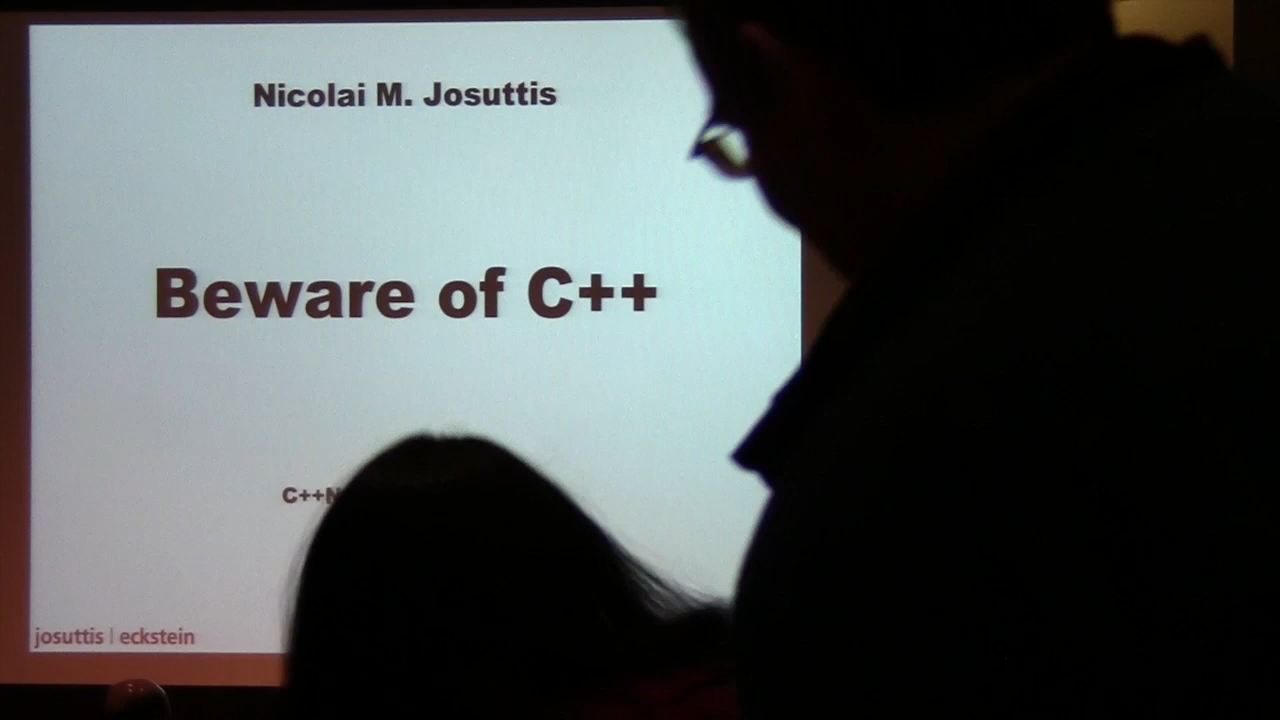 Nicolai M. Josuttis
Beware of C++
josuttis | eckstein